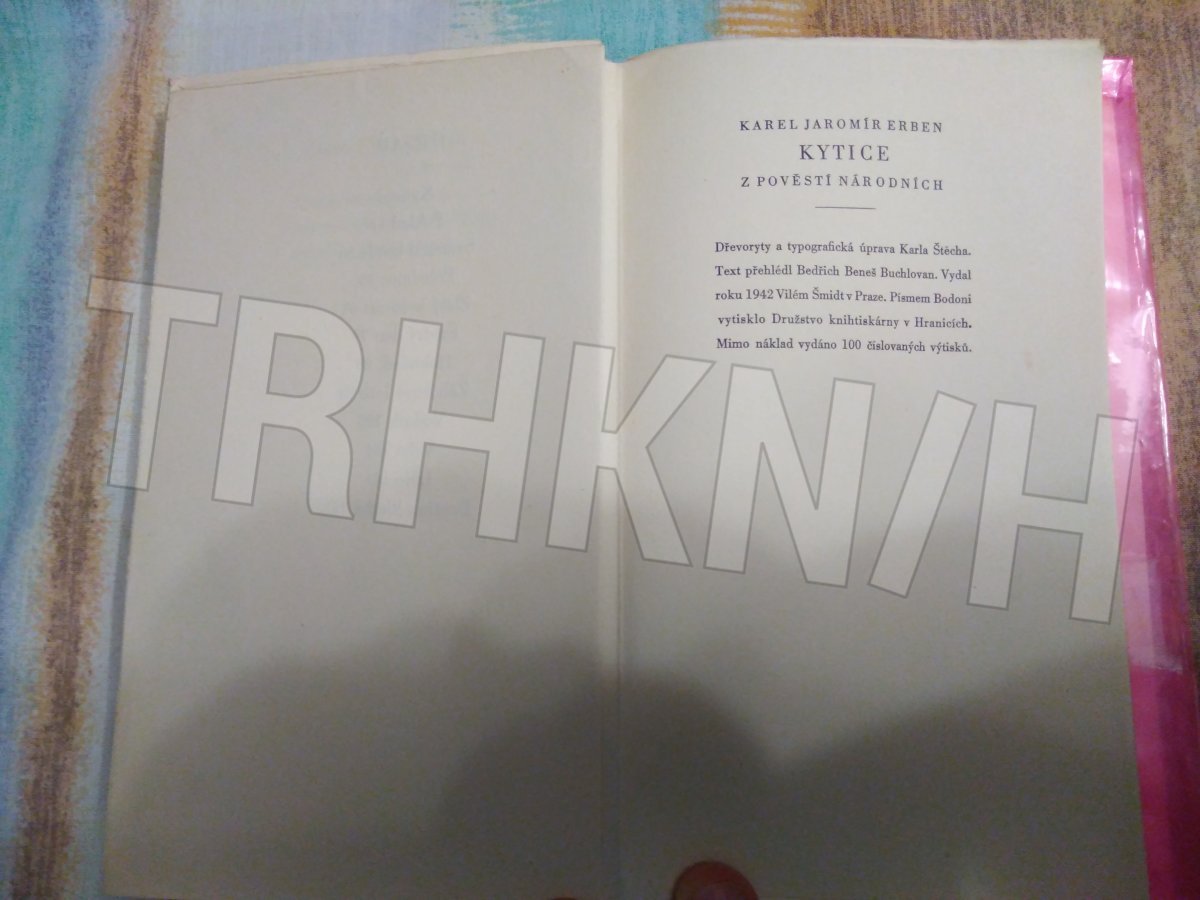 KAREL JAROMÍR ERBEN
KYTICE
Z POVĚSTÍ NÁRODNÍCH
Dřevoryty a typografická úprava Karla Štěcha.
Text přehlédl Bedřich Beneš Buchlovan. Vydal
roku 1942 Vilém Šmidt v Praze. Písmem Bodoni
vytisklo Družstvo knihtiskárny v Hranicích.
Mimo náklad vydáno 100 číslovaných výtisků.
TRHKN/H